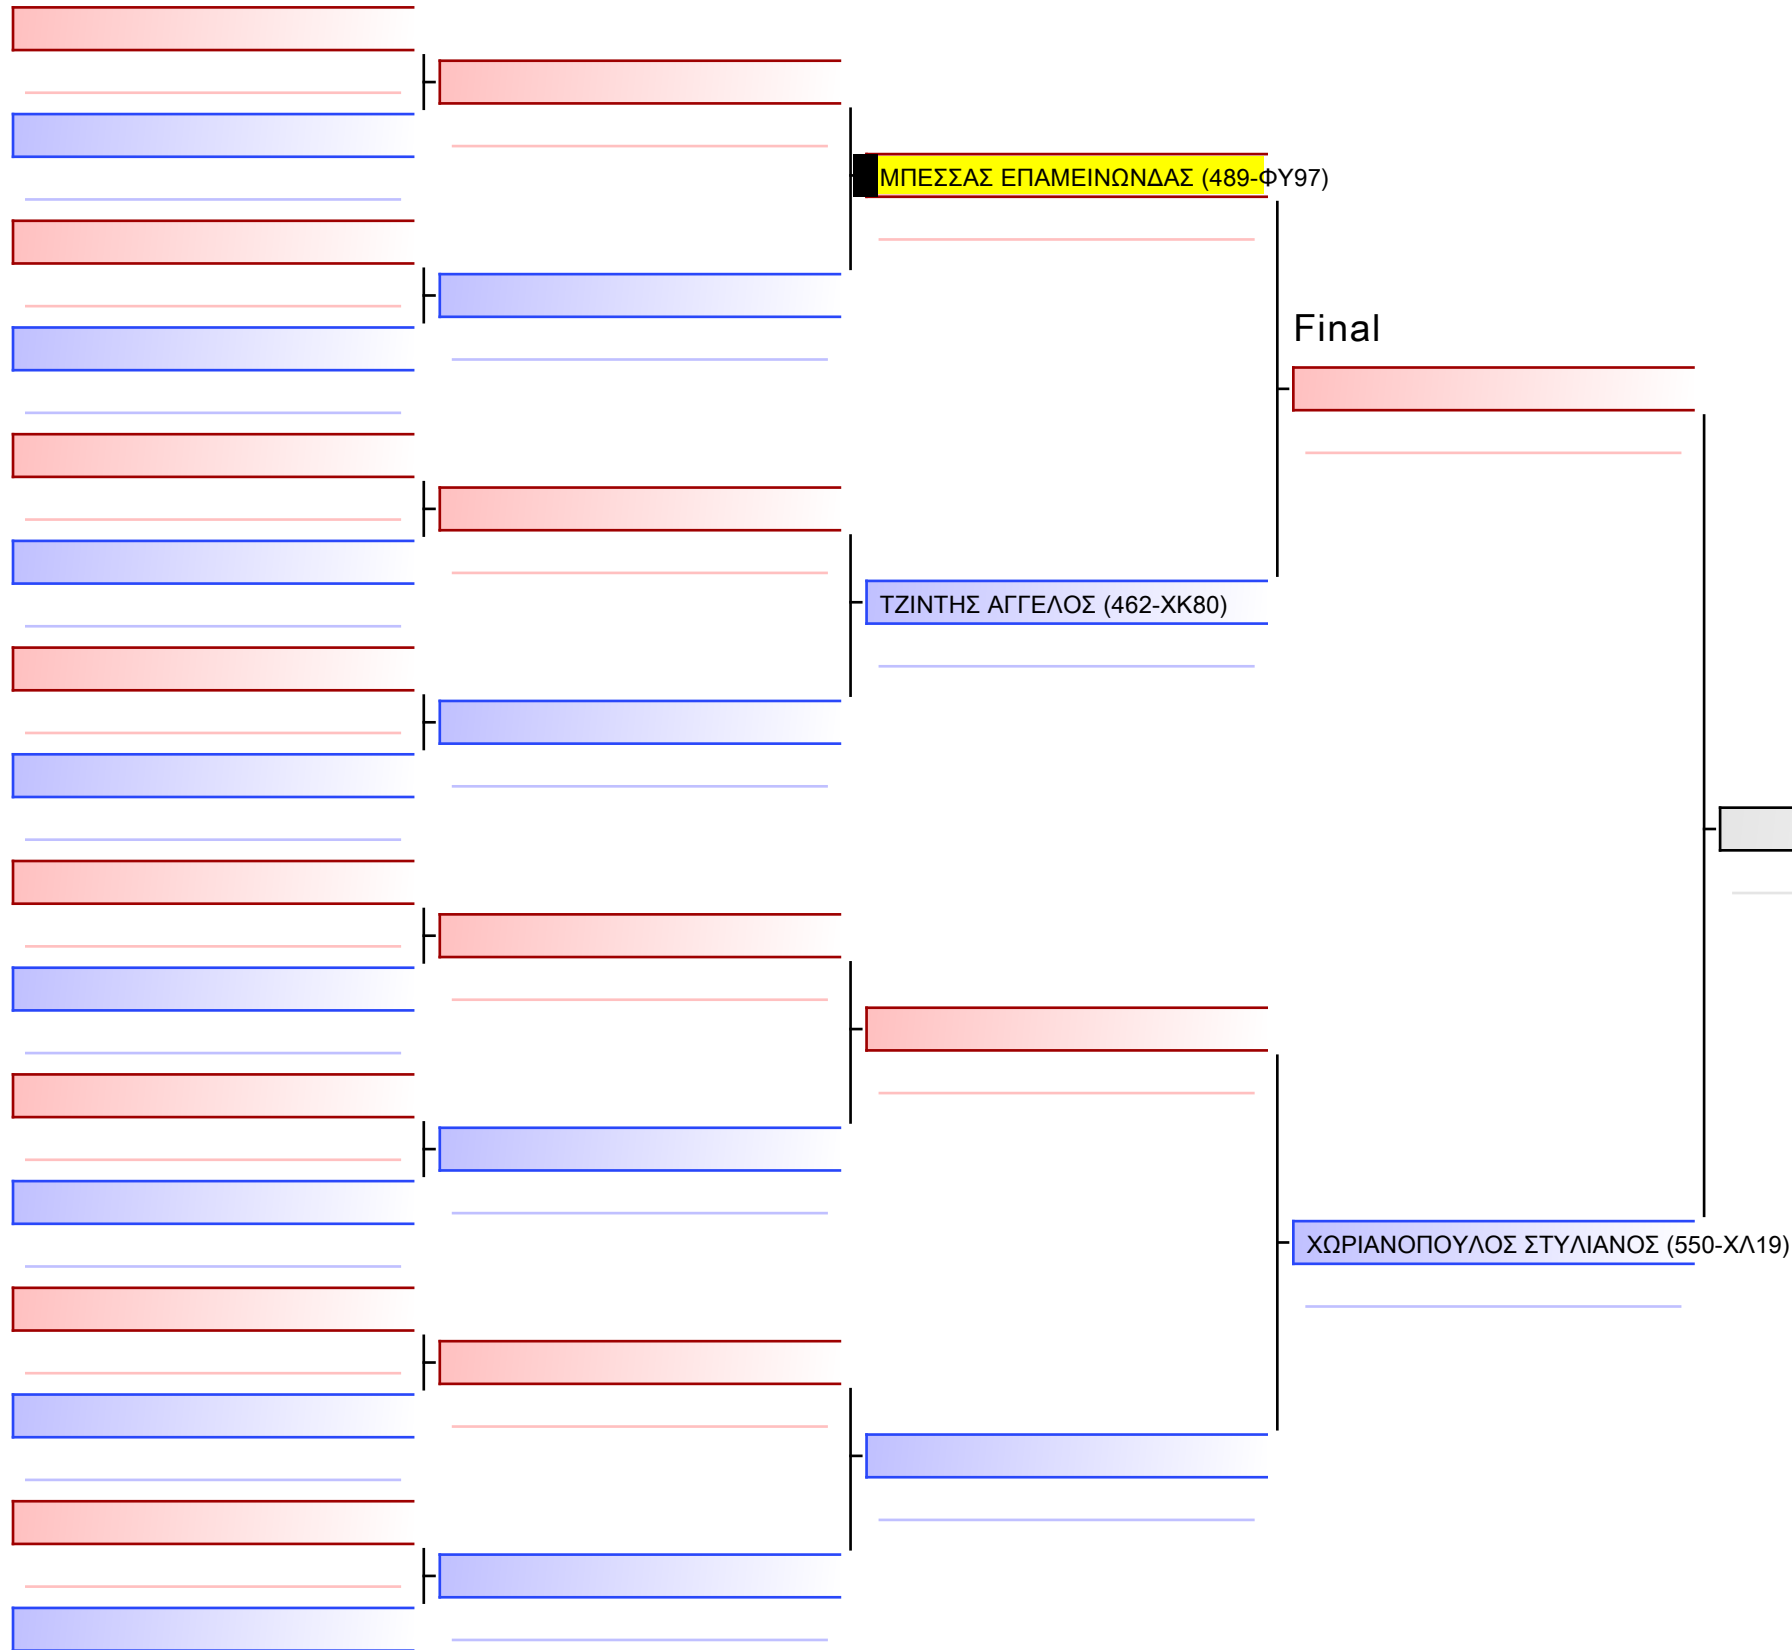 ΜΠΕΣΣΑΣ ΕΠΑΜΕΙΝΩΝΔΑΣ (489-ΦΥ97)
Final
ΤΖΙΝΤΗΣ ΑΓΓΕΛΟΣ (462-ΧΚ80)
ΧΩΡΙΑΝΟΠΟΥΛΟΣ ΣΤΥΛΙΑΝΟΣ (550-ΧΛ19)